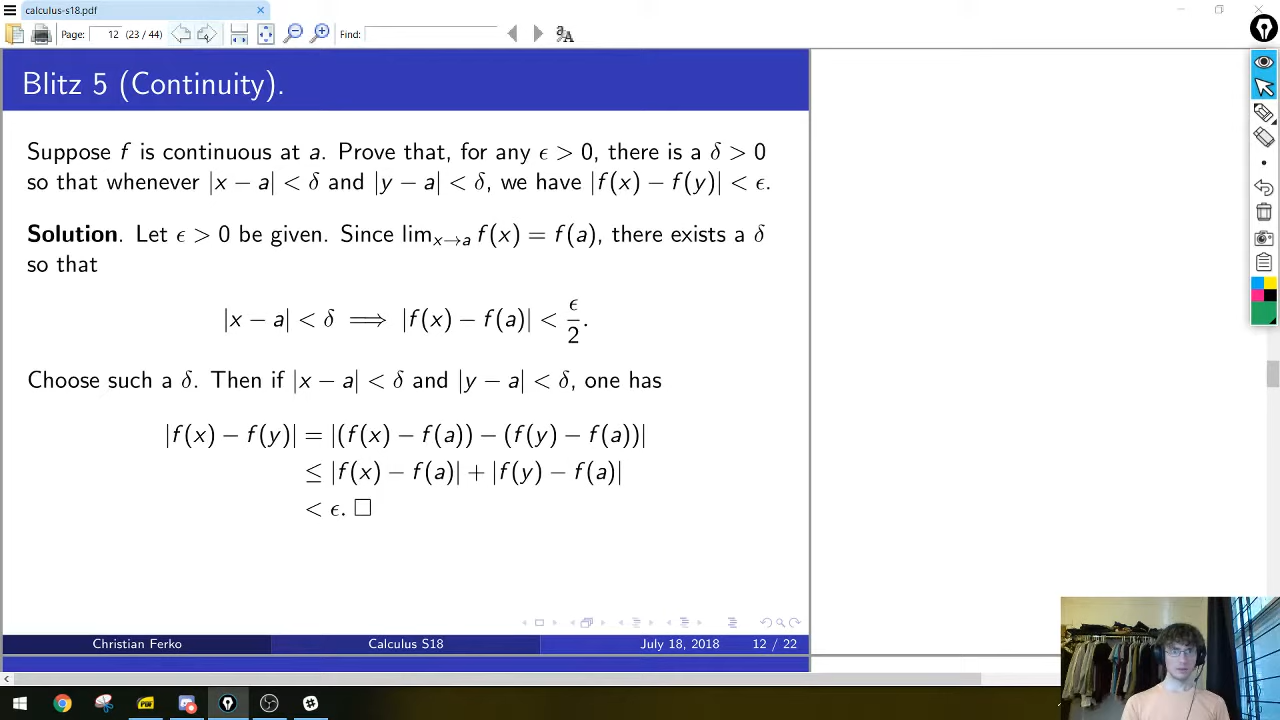 calculus-s18.pdf
Page: 12 (23 / 44) Find:
Blitz 5 (Continuity).
Suppose f is continuous at a. Prove that, for any ϵ > 0, there is a δ > 0
so that whenever |x − a| < δ and |y − a| < δ, we have |f(x) − f(y)| < ϵ.
Solution. Let ϵ > 0 be given. Since lim_{x→a} f(x) = f(a), there exists a δ
so that
|x − a| < δ ⟹ |f(x) − f(a)| < ϵ/2.
Choose such a δ. Then if |x − a| < δ and |y − a| < δ, one has
|f(x) − f(y)| = |(f(x) − f(a)) − (f(y) − f(a))|
≤ |f(x) − f(a)| + |f(y) − f(a)|
< ϵ. □
Christian Ferko Calculus S18 July 18, 2018 12 / 22